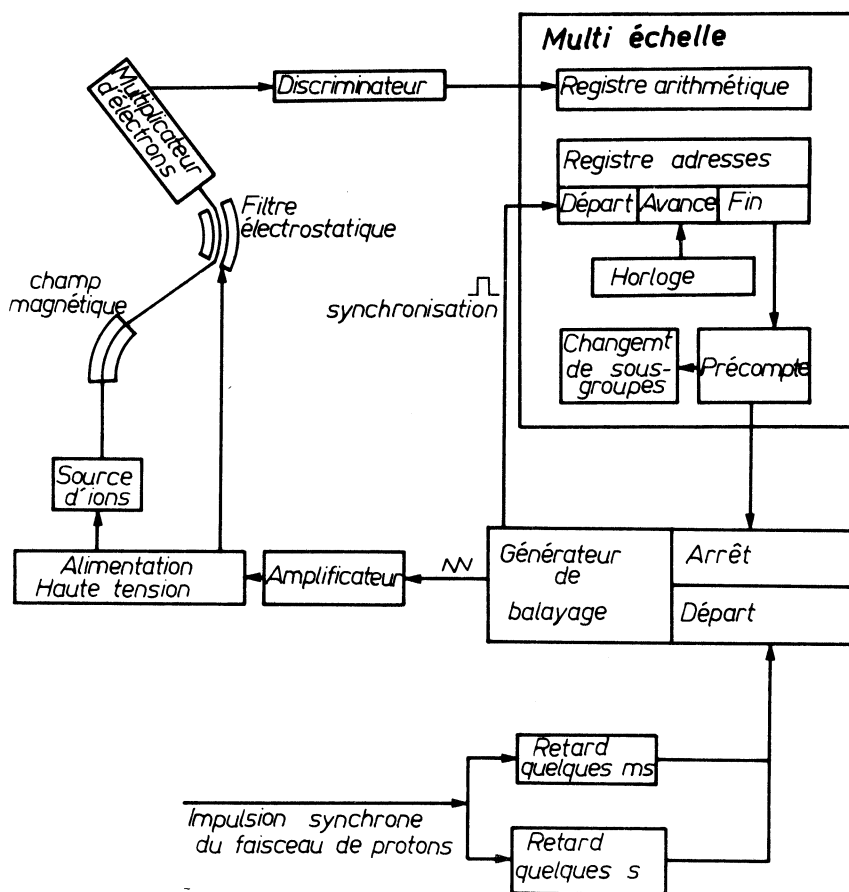 Multi échelle
Multiplicateur
d'électrons
Discriminateur
Registre arithmétique
Registre adresses
Départ
Avance
Fin
Filtre
électrostatique
Horloge
champ
magnétique
synchronisation
Changemt
de sous-
groupes
Précompte
Source
d'ions
Alimentation
Haute tension
Amplificateur
Générateur
de
balayage
Arrêt
Départ
Retard
quelques ms
Impulsion synchrone
du faisceau de protons
Retard
quelques s